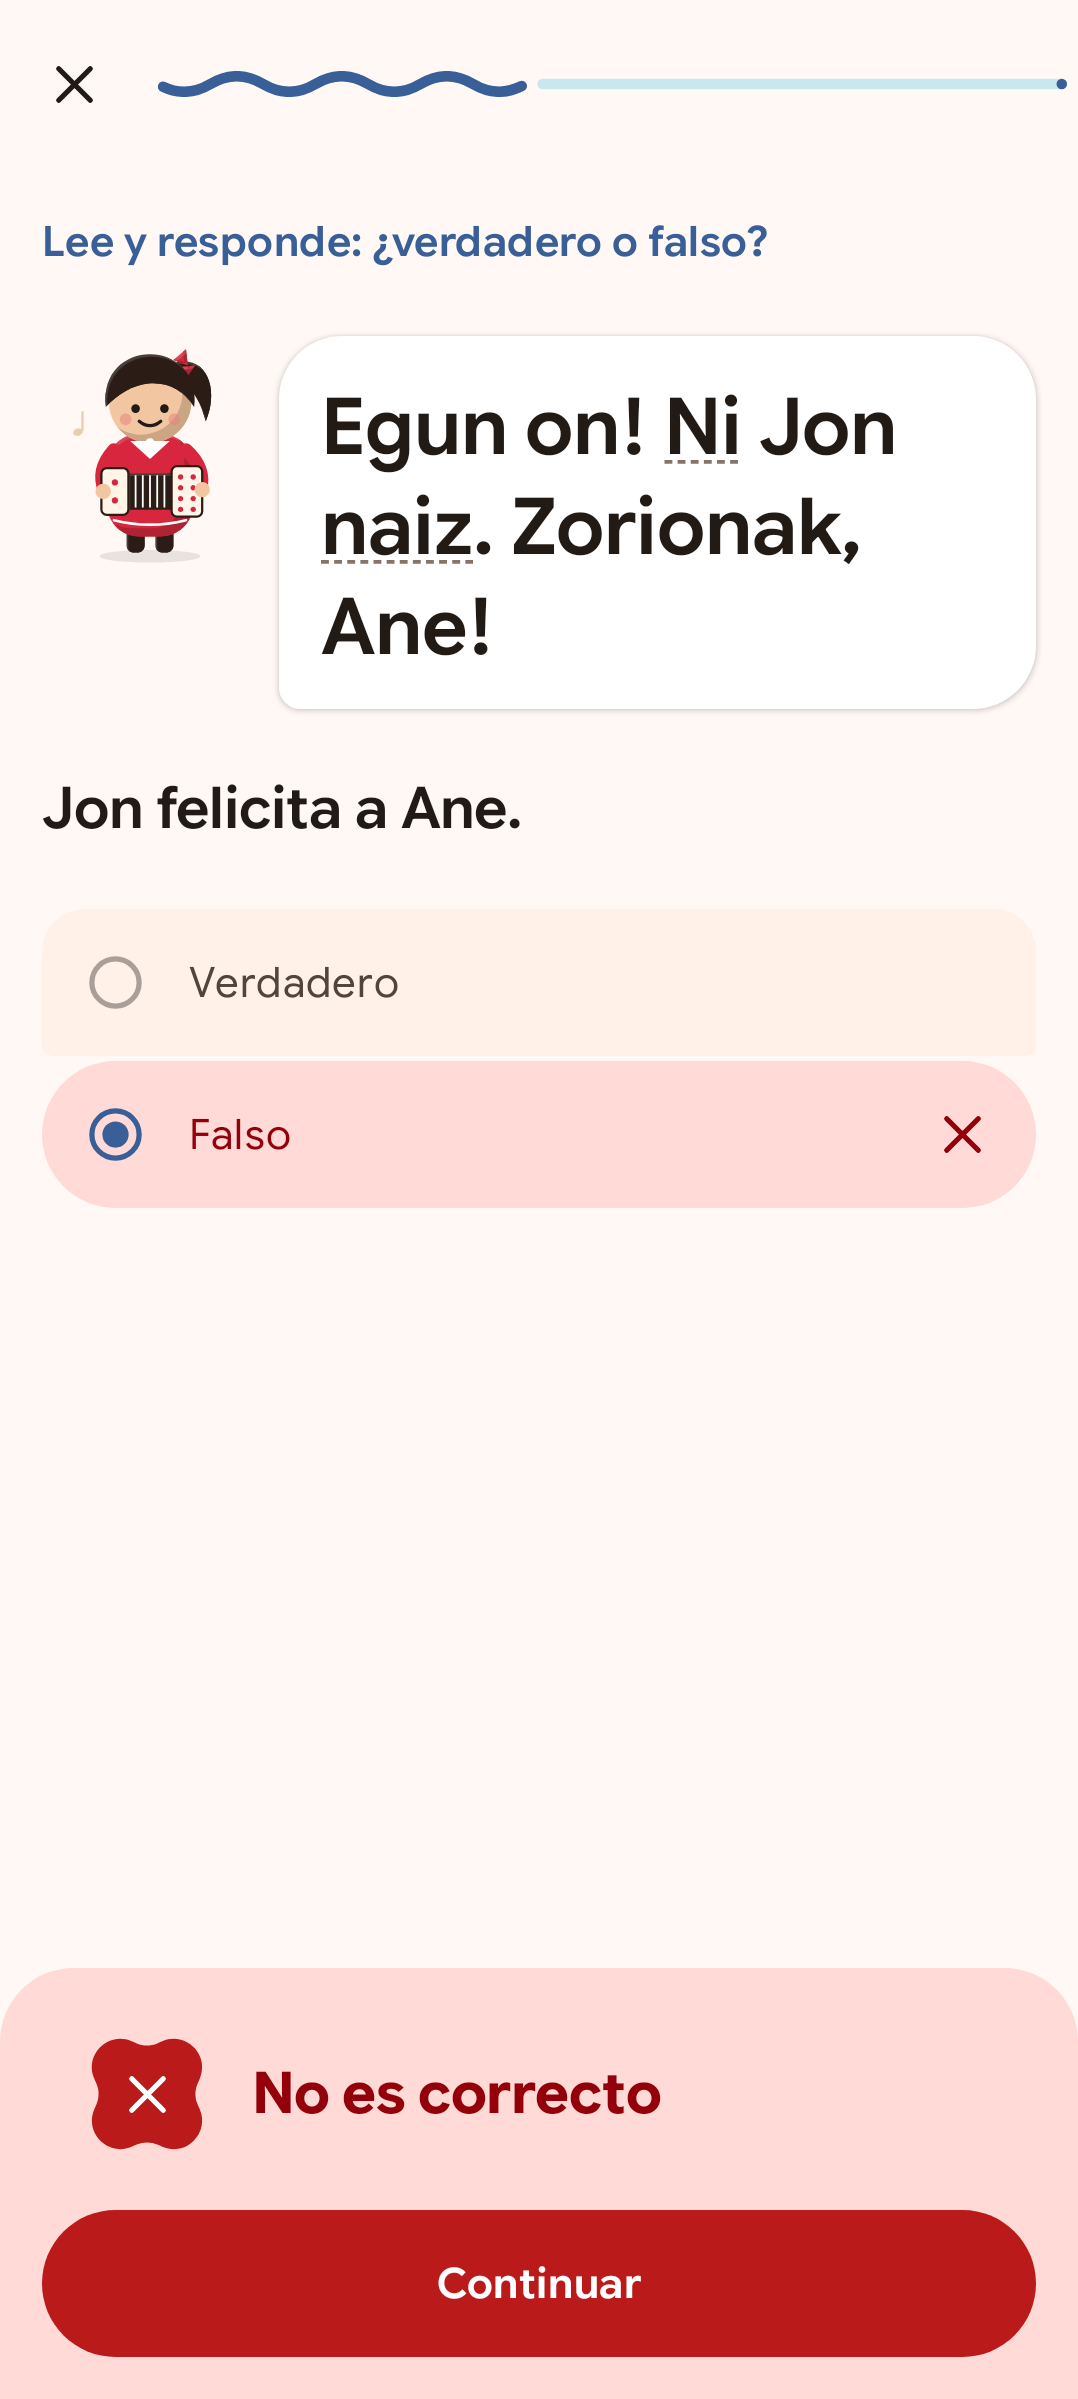 Lee y responde: ¿verdadero o falso?
Egun on! Ni Jon
naiz. Zorionak,
Ane!
Jon felicita a Ane.
Verdadero
Falso
No es correcto
Continuar